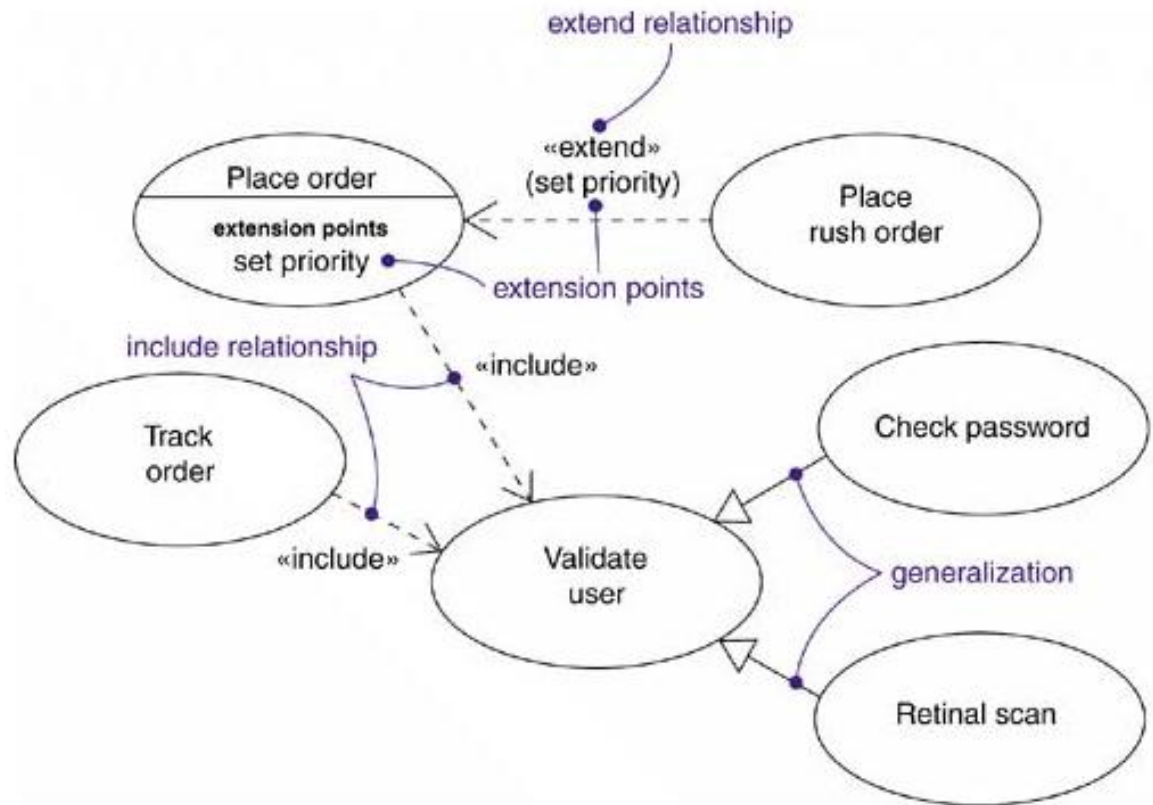 extend relationship
«extend»
(set priority)
Place order
extension points
set priority
Place
rush order
extension points
include relationship
«include»
Track
order
Check password
«include»
Validate
user
generalization
Retinal scan